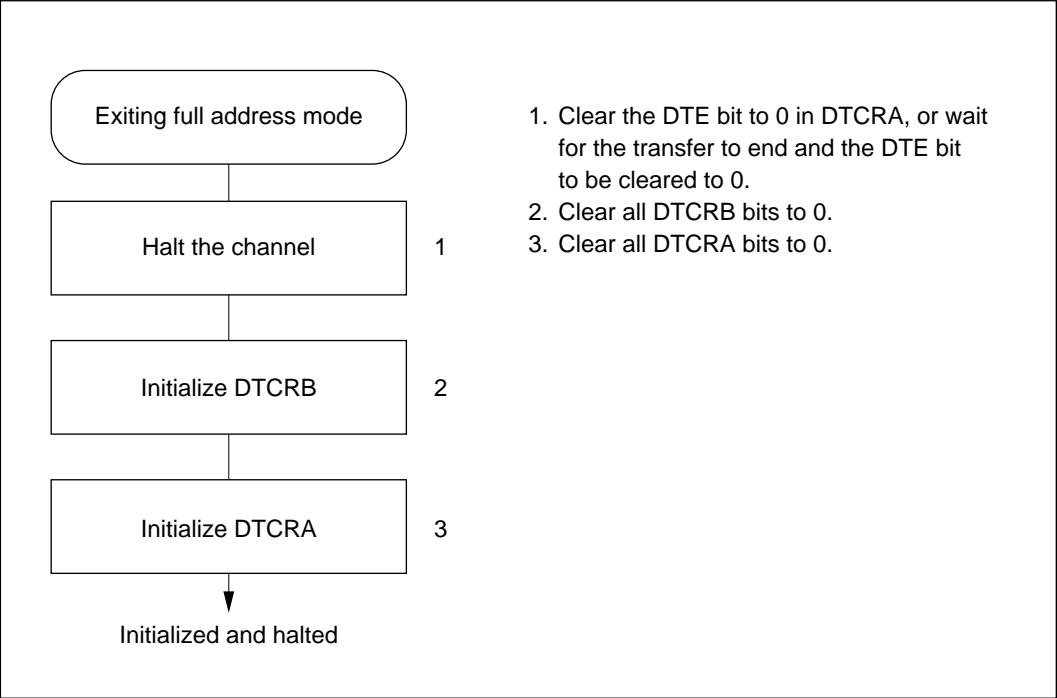 Exiting full address mode
Halt the channel
1
Initialize DTCRB
2
Initialize DTCRA
3
Initialized and halted
1. Clear the DTE bit to 0 in DTCRA, or wait
for the transfer to end and the DTE bit
to be cleared to 0.
2. Clear all DTCRB bits to 0.
3. Clear all DTCRA bits to 0.